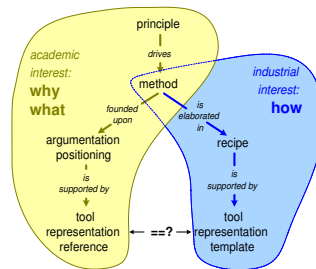 principle
academic
interest:
why
what
drives
method
industrial
interest:
how
founded
upon
is
elaborated
in
argumentation
positioning
recipe
is
supported by
is
supported by
tool
representation
reference
==?
tool
representation
template